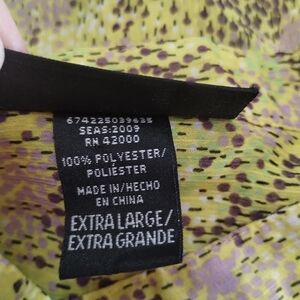 674225039635
SEAS:2009
RN 42000
100% POLYESTER/
POLIÉSTER
MADE IN/HECHO
EN CHINA
EXTRA LARGE/
EXTRA GRANDE